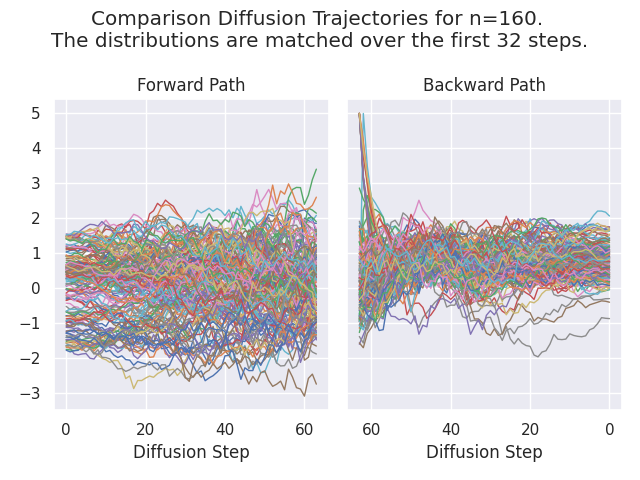 Comparison Diffusion Trajectories for n=160.
The distributions are matched over the first 32 steps.
Forward Path
Backward Path
5
4
3
2
1
0
−1
−2
−3
0
20
40
60
60
40
20
0
Diffusion Step
Diffusion Step